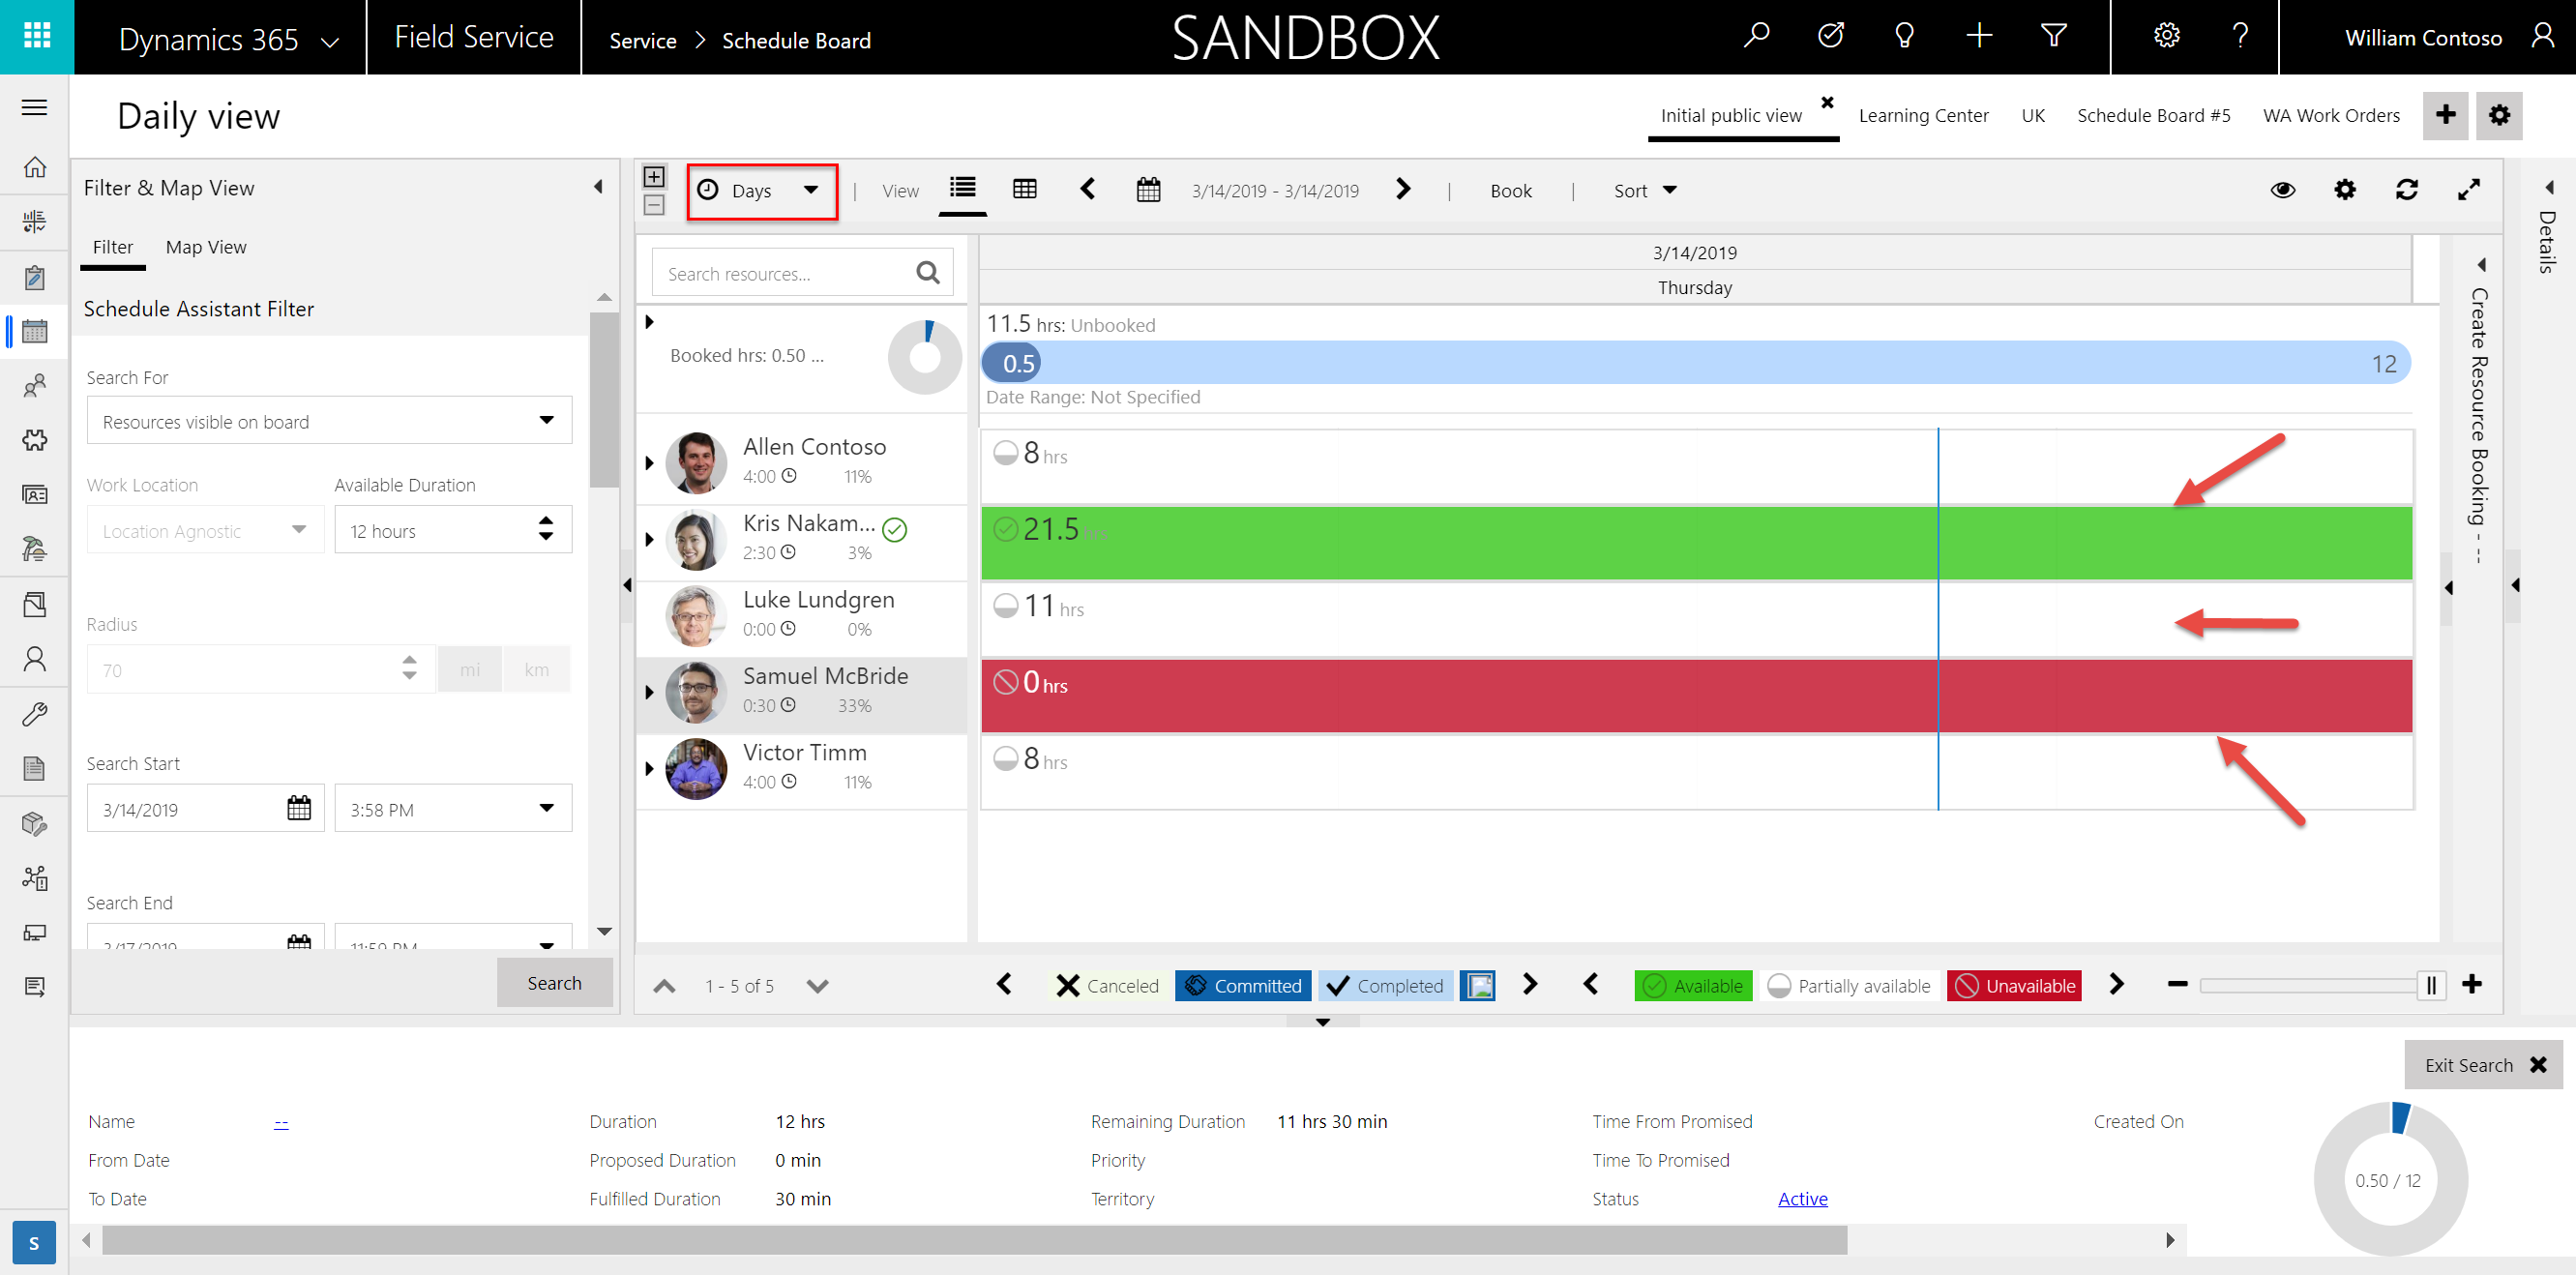 Dynamics 365
Field Service
Service > Schedule Board
SANDBOX
?
William Contoso
Daily view
Initial public view
Learning Center
UK
Schedule Board #5
WA Work Orders
Filter & Map View
Filter
Map View
Schedule Assistant Filter
Search For
Resources visible on board
Work Location
Available Duration
Location Agnostic
12 hours
Radius
70
mi
km
Search Start
3/14/2019
3:58 PM
Search End
3/17/2019
11:59 PM
Search
Days
View
3/14/2019 - 3/14/2019
Book
Sort
Search resources...
3/14/2019
Thursday
Booked hrs: 0.50 ...
11.5 hrs: Unbooked
0.5
12
Date Range: Not Specified
Allen Contoso
4:00
11%
8 hrs
Kris Nakam...
2:30
3%
21.5 hrs
Luke Lundgren
0:00
0%
11 hrs
Samuel McBride
0:30
33%
0 hrs
Victor Timm
4:00
11%
8 hrs
1 - 5 of 5
Canceled
Committed
Completed
Available
Partially available
Unavailable
Create Resource Booking - --
Details
Exit Search
Name
--
Duration
12 hrs
Remaining Duration
11 hrs 30 min
Time From Promised
Created On
From Date
Proposed Duration
0 min
Priority
Time To Promised
To Date
Fulfilled Duration
30 min
Territory
Status
Active
0.50 / 12
S